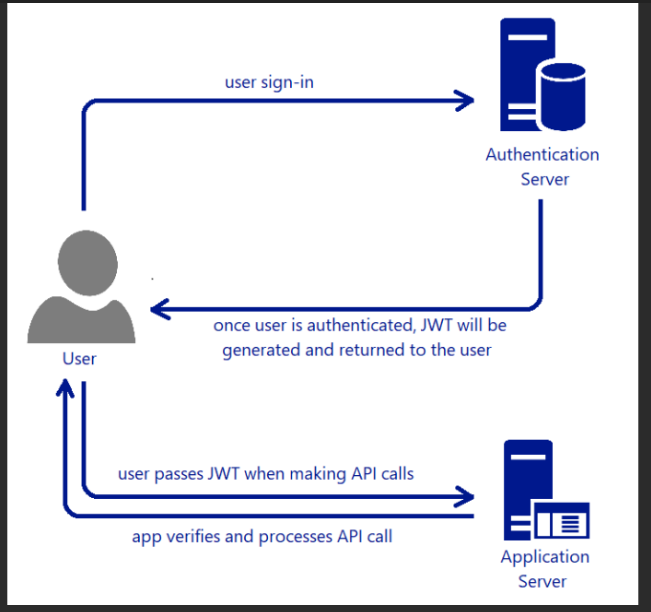 user sign-in
Authentication
Server
once user is authenticated, JWT will be
generated and returned to the user
User
user passes JWT when making API calls
app verifies and processes API call
Application
Server